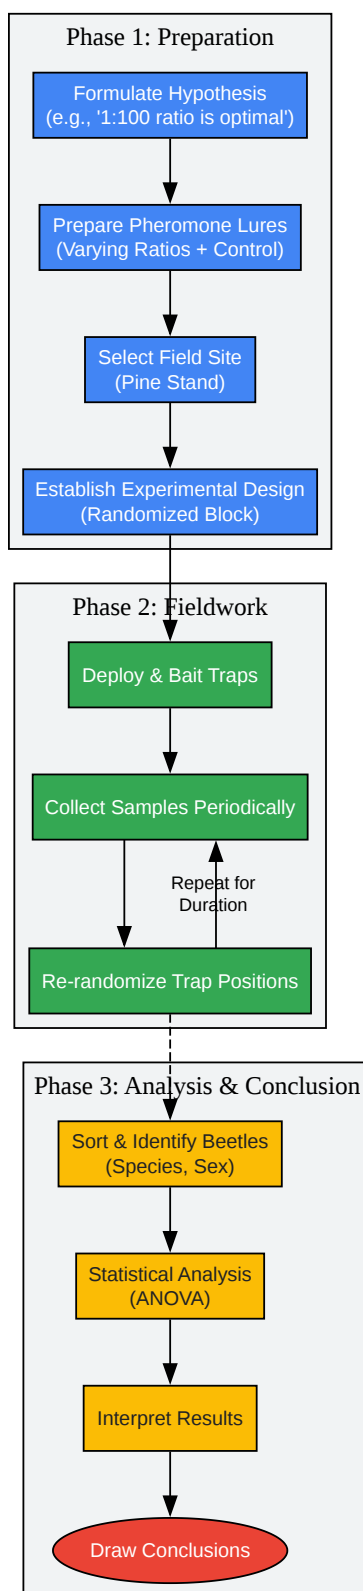 Phase 1: Preparation
Formulate Hypothesis
(e.g., '1:100 ratio is optimal')
Prepare Pheromone Lures
(Varying Ratios + Control)
Select Field Site
(Pine Stand)
Establish Experimental Design
(Randomized Block)
Phase 2: Fieldwork
Deploy & Bait Traps
Collect Samples Periodically
Repeat for
Duration
Re-randomize Trap Positions
Phase 3: Analysis & Conclusion
Sort & Identify Beetles
(Species, Sex)
Statistical Analysis
(ANOVA)
Interpret Results
Draw Conclusions